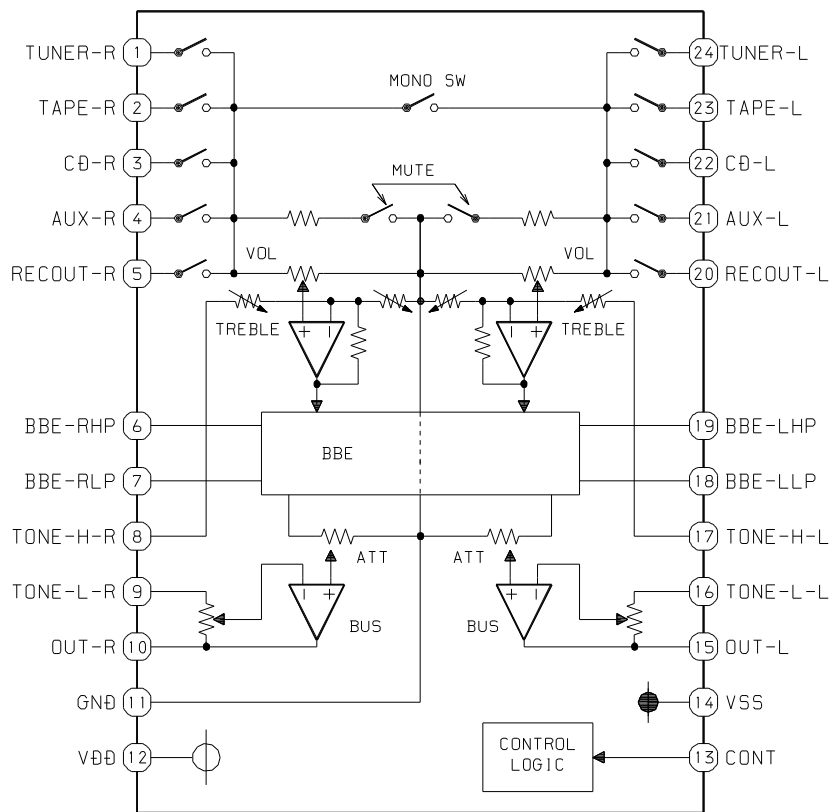 TUNER-R 1 24 TUNER-L
MONO SW
TAPE-R 2 23 TAPE-L
CD-R 3 22 CD-L
MUTE
AUX-R 4 21 AUX-L
VOL VOL
RECOUT-R 5 20 RECOUT-L
TREBLE + - - + TREBLE
BBE-RHP 6 19 BBE-LHP
BBE
BBE-RLP 7 18 BBE-LLP
TONE-H-R 8 17 TONE-H-L
ATT ATT
TONE-L-R 9 - + + - 16 TONE-L-L
BUS BUS
OUT-R 10 15 OUT-L
GND 11 14 VSS
VDD 12 CONTROL 13 CONT
LOGIC